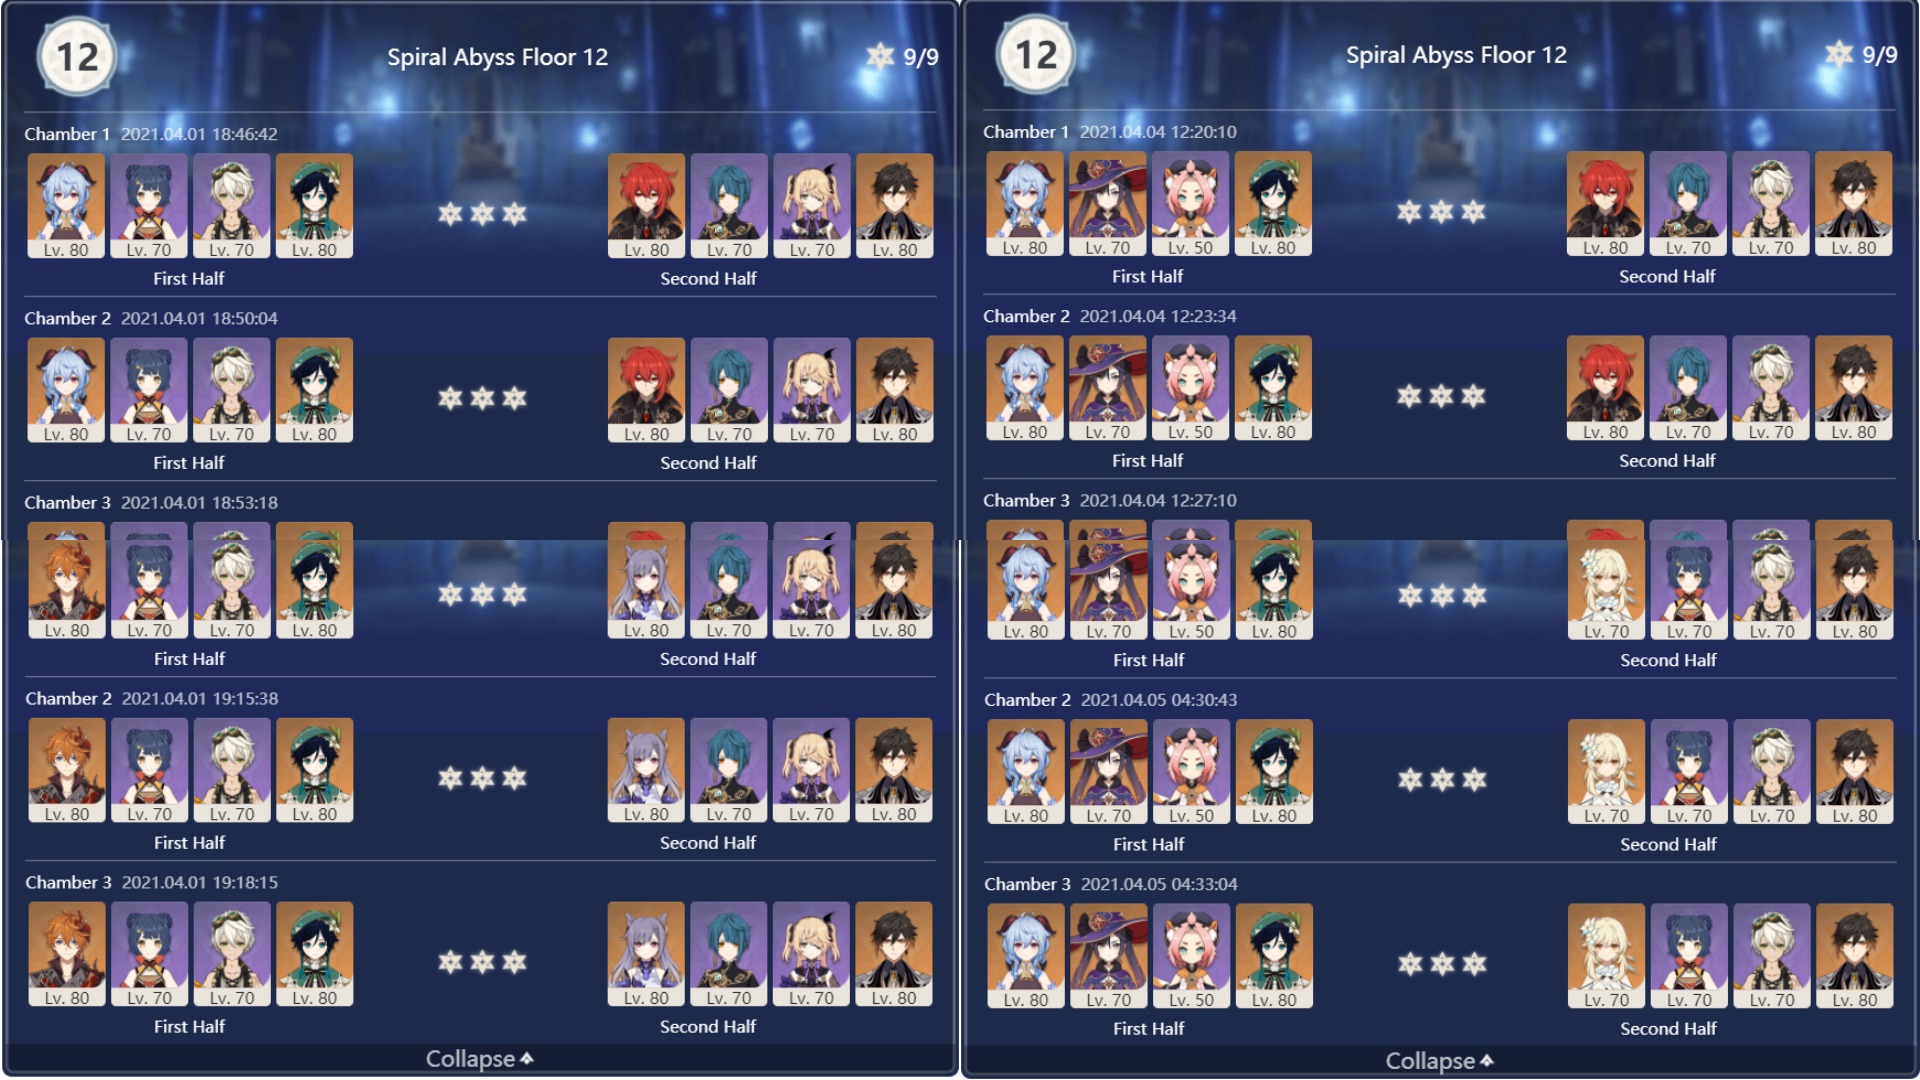 12
Spiral Abyss Floor 12
9/9
Chamber 1 2021.04.01 18:46:42
Lv. 80 Lv. 70 Lv. 70 Lv. 80 Lv. 80 Lv. 70 Lv. 70 Lv. 80
First Half Second Half
Chamber 2 2021.04.01 18:50:04
Lv. 80 Lv. 70 Lv. 70 Lv. 80 Lv. 80 Lv. 70 Lv. 70 Lv. 80
First Half Second Half
Chamber 3 2021.04.01 18:53:18
Lv. 80 Lv. 70 Lv. 70 Lv. 80 Lv. 80 Lv. 70 Lv. 70 Lv. 80
First Half Second Half
Chamber 2 2021.04.01 19:15:38
Lv. 80 Lv. 70 Lv. 70 Lv. 80 Lv. 80 Lv. 70 Lv. 70 Lv. 80
First Half Second Half
Chamber 3 2021.04.01 19:18:15
Lv. 80 Lv. 70 Lv. 70 Lv. 80 Lv. 80 Lv. 70 Lv. 70 Lv. 80
First Half Second Half
Collapse
12
Spiral Abyss Floor 12
9/9
Chamber 1 2021.04.04 12:20:10
Lv. 80 Lv. 70 Lv. 50 Lv. 80 Lv. 80 Lv. 70 Lv. 70 Lv. 80
First Half Second Half
Chamber 2 2021.04.04 12:23:34
Lv. 80 Lv. 70 Lv. 50 Lv. 80 Lv. 80 Lv. 70 Lv. 70 Lv. 80
First Half Second Half
Chamber 3 2021.04.04 12:27:10
Lv. 80 Lv. 70 Lv. 50 Lv. 80 Lv. 70 Lv. 70 Lv. 70 Lv. 80
First Half Second Half
Chamber 2 2021.04.05 04:30:43
Lv. 80 Lv. 70 Lv. 50 Lv. 80 Lv. 70 Lv. 70 Lv. 70 Lv. 80
First Half Second Half
Chamber 3 2021.04.05 04:33:04
Lv. 80 Lv. 70 Lv. 50 Lv. 80 Lv. 70 Lv. 70 Lv. 70 Lv. 80
First Half Second Half
Collapse